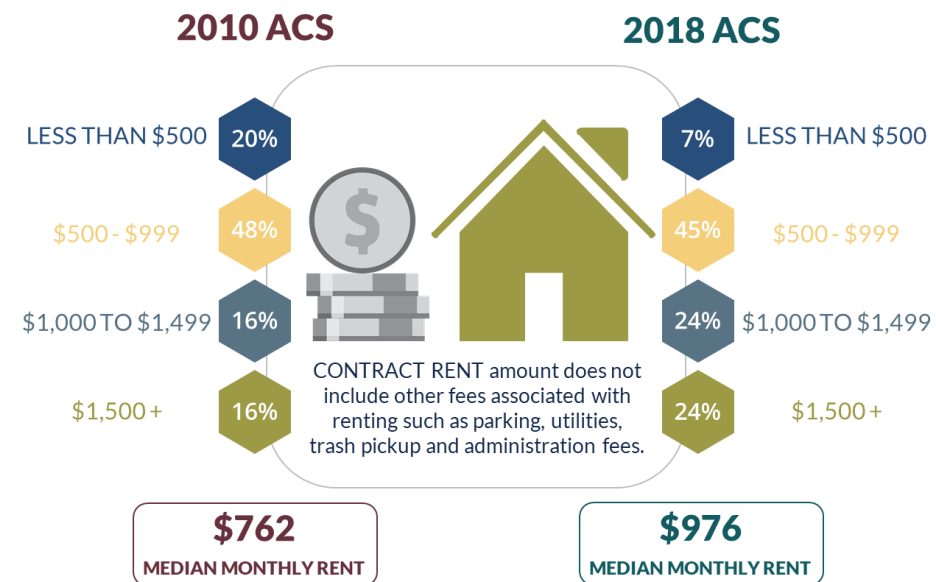 2010 ACS
2018 ACS
LESS THAN $500
20%
7%
LESS THAN $500
$500 - $999
48%
45%
$500 - $999
$1,000 TO $1,499
16%
24%
$1,000 TO $1,499
$1,500 +
16%
24%
$1,500 +
$
CONTRACT RENT amount does not
include other fees associated with
renting such as parking, utilities,
trash pickup and administration fees.
$762
MEDIAN MONTHLY RENT
$976
MEDIAN MONTHLY RENT